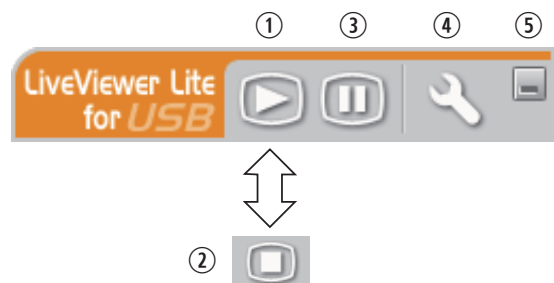 ① ③ ④ ⑤
LiveViewer Lite
for USB
②